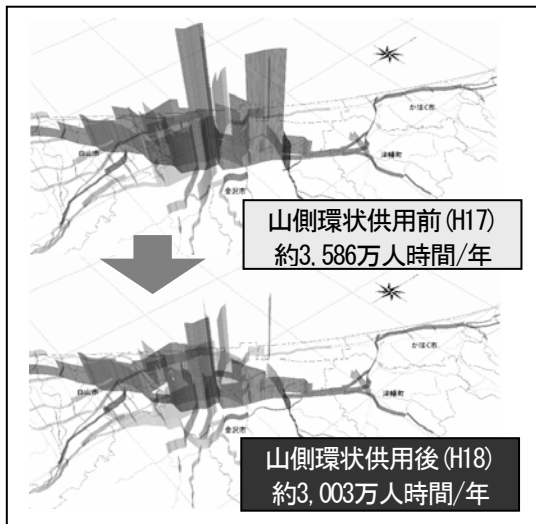 かほく市
白山市
津幡町
金沢市
山側環状供用前(H17)
約3,586万人時間/年
かほく市
白山市
津幡町
金沢市
山側環状供用後(H18)
約3,003万人時間/年